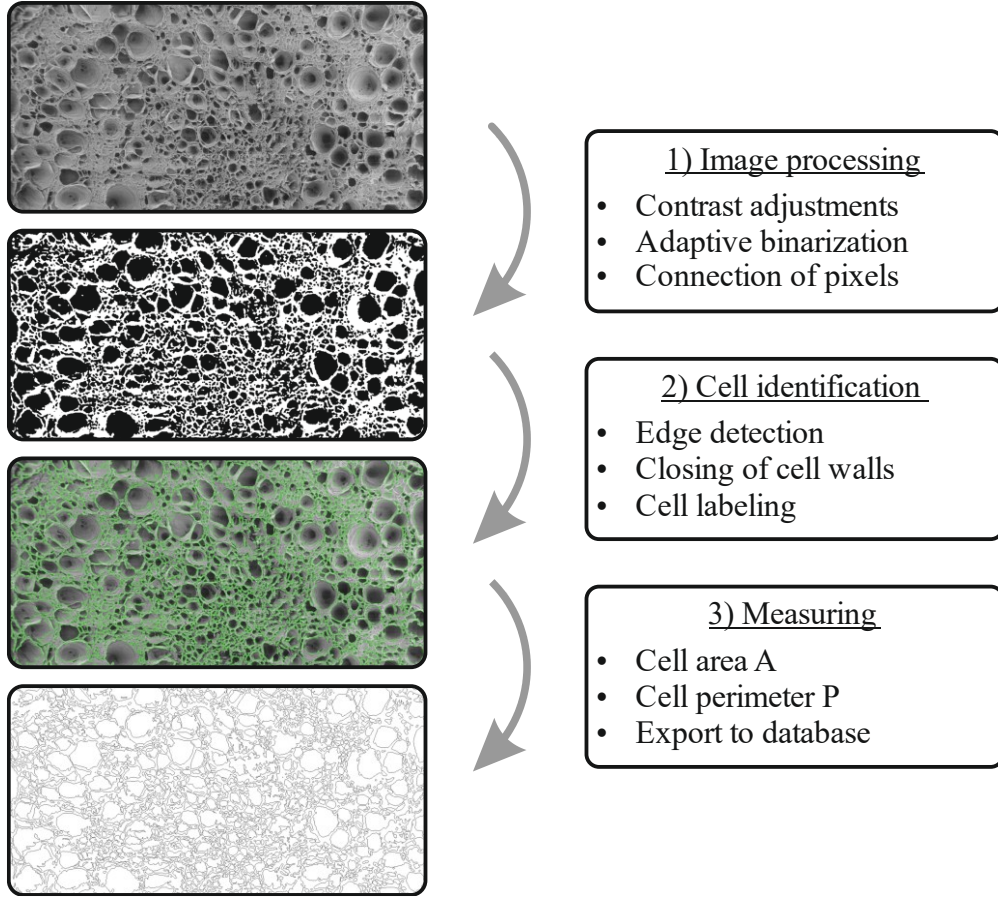 1) Image processing
• Contrast adjustments
• Adaptive binarization
• Connection of pixels
2) Cell identification
• Edge detection
• Closing of cell walls
• Cell labeling
3) Measuring
• Cell area A
• Cell perimeter P
• Export to database